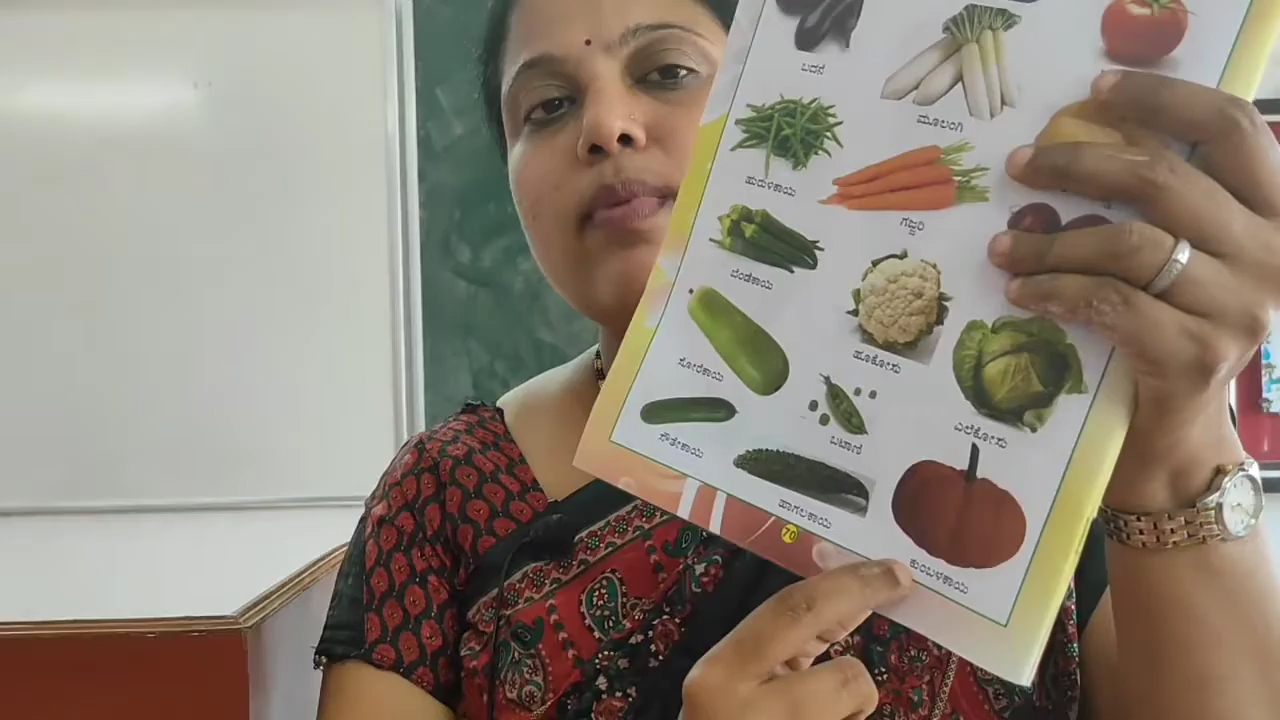 ಬದನೆ
ಮೂಲಂಗಿ
ಹುರುಳಿಕಾಯಿ
ಗಜ್ಜರಿ
ಬೆಂಡೆಕಾಯಿ
ಹೂಕೋಸು
ಸೋರೆಕಾಯಿ
ಎಲೆಕೋಸು
ಬಟಾಣಿ
ಸೌತೇಕಾಯಿ
ಹಾಗಲಕಾಯಿ
ಕುಂಬಳಕಾಯಿ
70